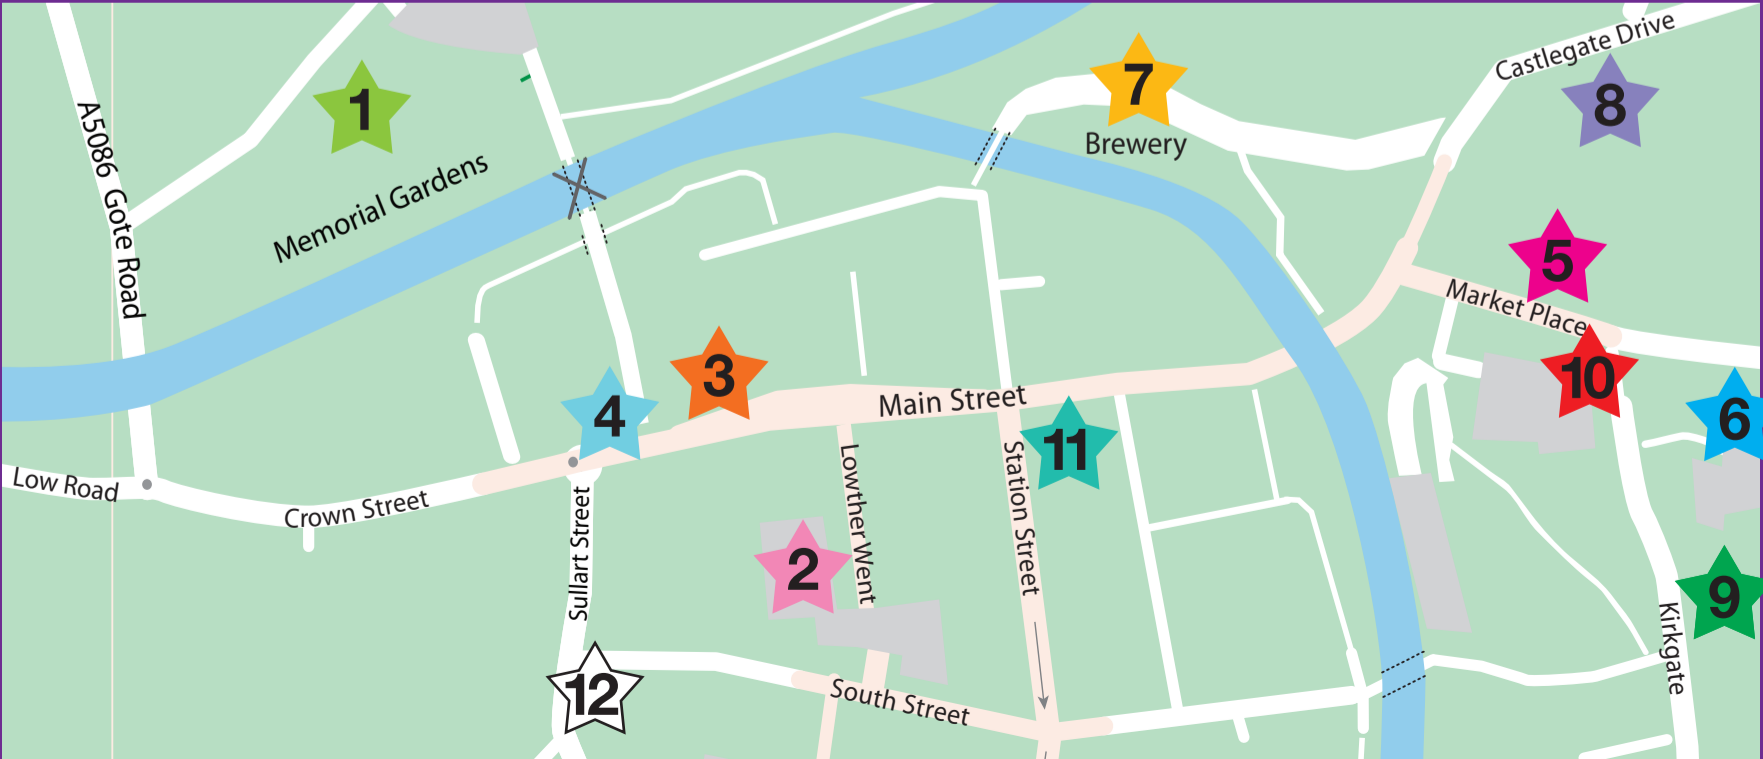 Castlegate Drive
7
8
1
A5086 Gote Road
Brewery
Memorial Gardens
5
Market Place
3
10
4
Main Street
6
11
Low Road
Crown Street
Sullart Street
Lowther Went
Station Street
2
9
Kirkgate
12
South Street